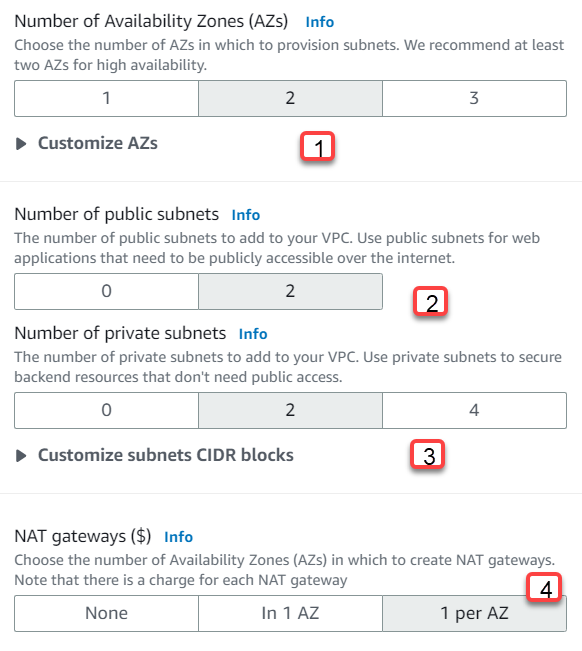 Number of Availability Zones (AZs) Info
Choose the number of AZs in which to provision subnets. We recommend at least
two AZs for high availability.
1 2 3
Customize AZs
1
Number of public subnets Info
The number of public subnets to add to your VPC. Use public subnets for web
applications that need to be publicly accessible over the internet.
0 2
2
Number of private subnets Info
The number of private subnets to add to your VPC. Use private subnets to secure
backend resources that don't need public access.
0 2 4
Customize subnets CIDR blocks
3
NAT gateways ($) Info
Choose the number of Availability Zones (AZs) in which to create NAT gateways.
Note that there is a charge for each NAT gateway
4
None In 1 AZ 1 per AZ